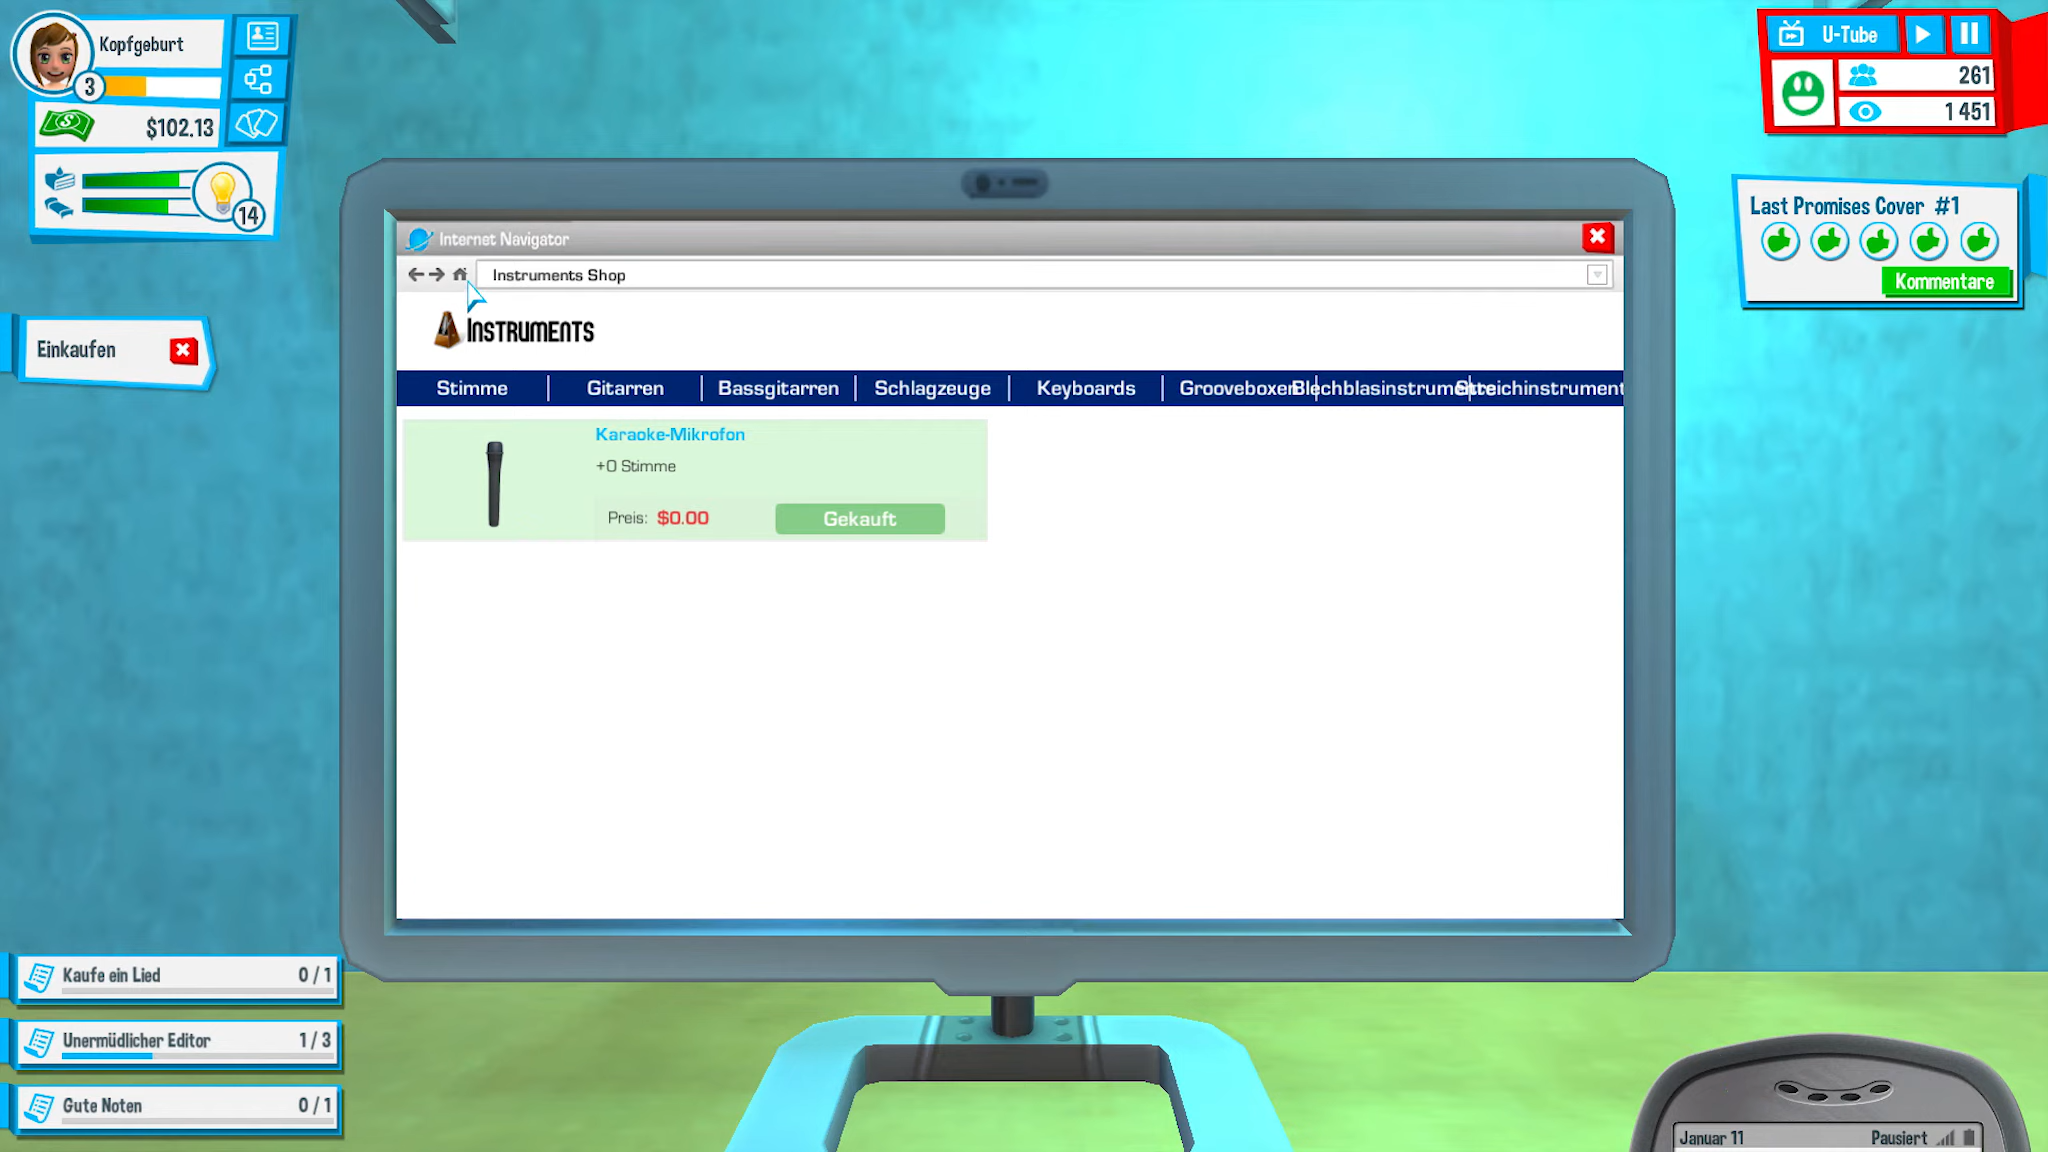 Kopfgeburt
3
$102.13
14
U-Tube
261
1 451
Last Promises Cover #1
Kommentare
Einkaufen
Internet Navigator
Instruments Shop
INSTRUMENTS
Stimme
Gitarren
Bassgitarren
Schlagzeuge
Keyboards
Grooveboxen
Blechblasinstrumente
Streichinstrument
Karaoke-Mikrofon
+0 Stimme
Preis: $0.00
Gekauft
Kaufe ein Lied 0 / 1
Unermüdlicher Editor 1 / 3
Gute Noten 0 / 1
Januar 11 Pausiert